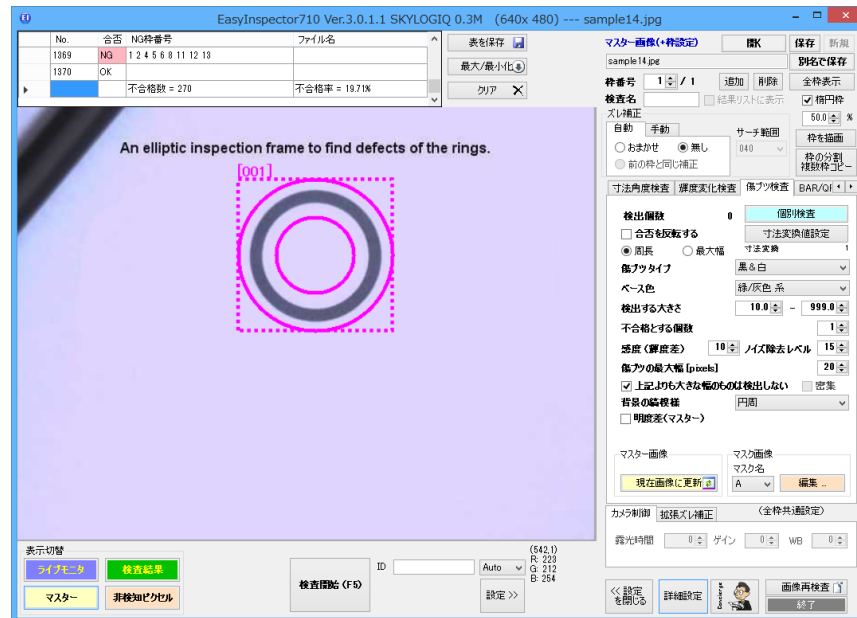 EasyInspector710 Ver.3.0.1.1 SKYLOGIQ 0.3M (640x 480) --- sample14.jpg
No. 合否 NG枠番号 ファイル名
1369 NG 1 2 4 5 6 8 11 12 13
1370 OK
不合格数 = 270 不合格率 = 19.71%
表を保存
最大/最小化
クリア
An elliptic inspection frame to find defects of the rings.
[001]
マスター画像(+枠設定) 開K 保存 新規
sample14.jpg 別名で保存
枠番号 1 / 1 追加 削除 全枠表示
検査名 結果リストに表示 楕円枠
ズレ補正 50.0 %
自動 手動 サーチ範囲 枠を描画
おまかせ 無し 040
前の枠と同じ補正 枠の分割
複数枠コピー
寸法角度検査 輝度変化検査 傷ブツ検査 BAR/QF
検出個数 0 個別検査
合否を反転する 寸法変換値設定
周長 最大幅 寸法変換 1
傷ブツタイプ 黒&白
ベース色 緑/灰色 系
検出する大きさ 10.0 - 999.0
不合格とする個数 1
感度(輝度差) 10 ノイズ除去レベル 15
傷ブツの最大幅 [pixels] 20
上記よりも大きな幅のものは検出しない 密集
背景の縞模様 円周
明度差(マスター)
マスター画像 マスク画像
マスク名
現在画像に更新 A 編集 ..
カメラ制御 拡張ズレ補正 (全枠共通設定)
露光時間 0 ゲイン 0 WB 0
表示切替
ライブモニタ 検査結果
マスター 非検知ピクセル
検査開始 (F5)
ID
Auto
設定 >>
(542,1)
R: 223
G: 212
B: 254
<< 設定
を閉じる
詳細設定
Concierge
画像再検査
終了